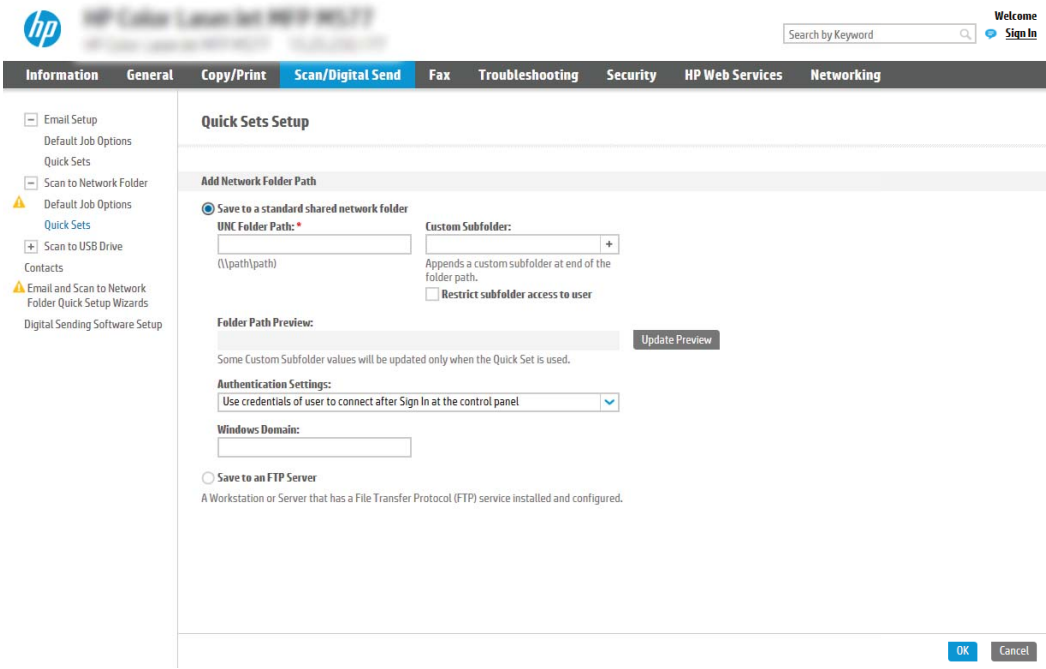 hp
Welcome
Search by Keyword
Sign In
Information General Copy/Print Scan/Digital Send Fax Troubleshooting Security HP Web Services Networking
Email Setup
Default Job Options
Quick Sets
Scan to Network Folder
Default Job Options
Quick Sets
Scan to USB Drive
Contacts
Email and Scan to Network
Folder Quick Setup Wizards
Digital Sending Software Setup
Quick Sets Setup
Add Network Folder Path
Save to a standard shared network folder
UNC Folder Path: * Custom Subfolder:
+
(\\path\path) Appends a custom subfolder at end of the
folder path.
Restrict subfolder access to user
Folder Path Preview:
Update Preview
Some Custom Subfolder values will be updated only when the Quick Set is used.
Authentication Settings:
Use credentials of user to connect after Sign In at the control panel
Windows Domain:
Save to an FTP Server
A Workstation or Server that has a File Transfer Protocol (FTP) service installed and configured.
OK Cancel